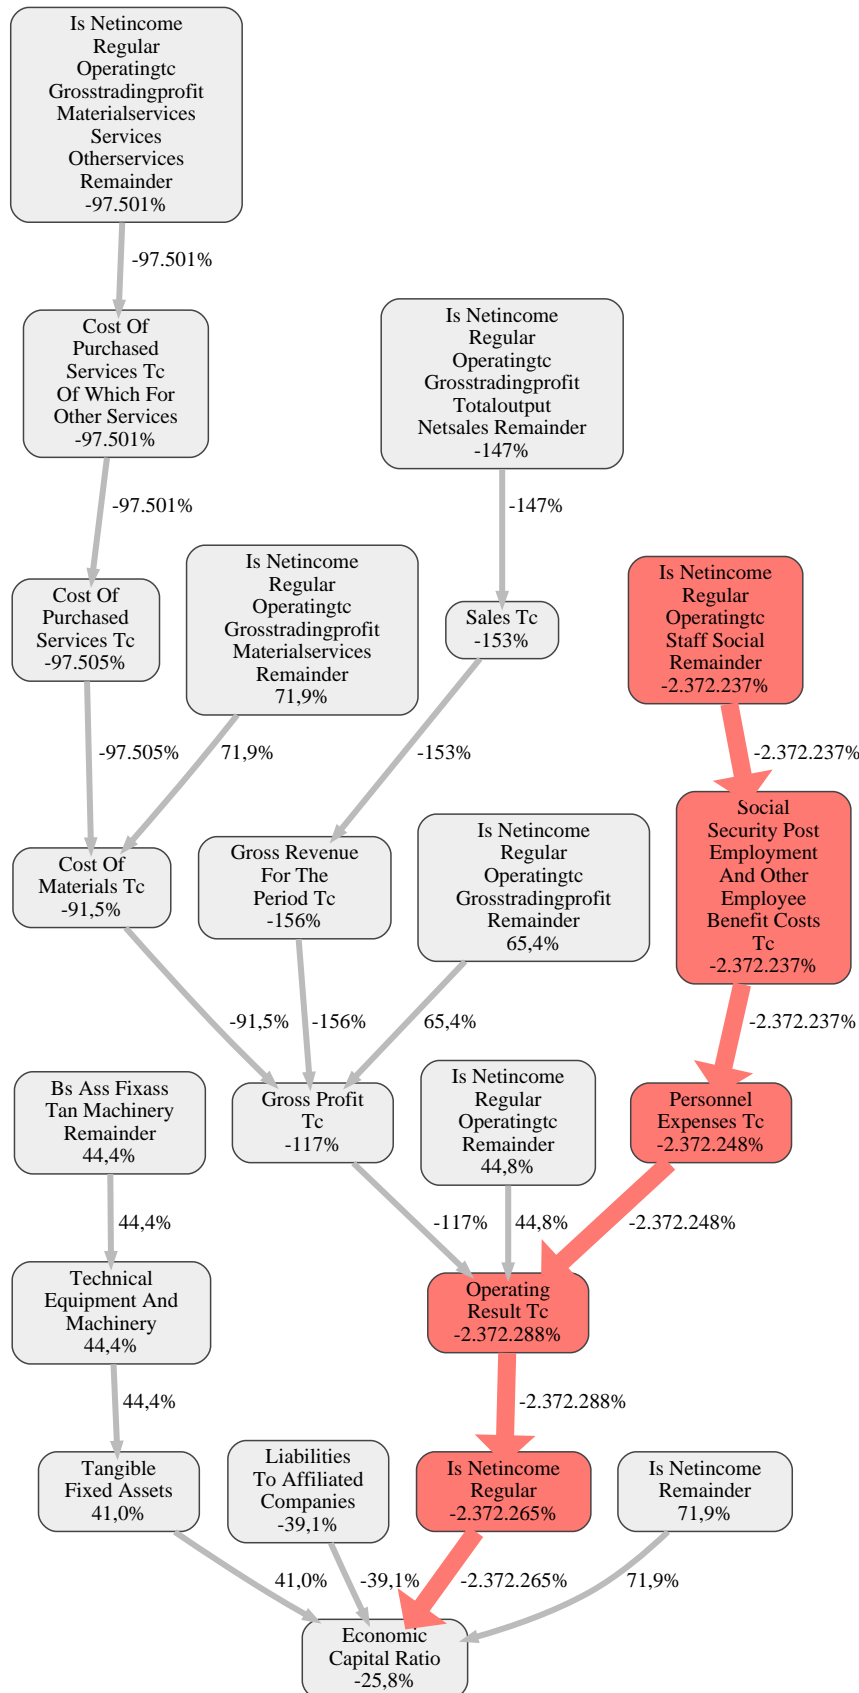 Is Netincome
Regular
Operatingtc
Grosstradingprofit
Materialservices
Services
Otherservices
Remainder
-97.501%
-97.501%
Cost Of
Purchased
Services Tc
Of Which For
Other Services
-97.501%
Is Netincome
Regular
Operatingtc
Grosstradingprofit
Totaloutput
Netsales Remainder
-147%
-97.501%
-147%
Cost Of
Purchased
Services Tc
-97.505%
Is Netincome
Regular
Operatingtc
Grosstradingprofit
Materialservices
Remainder
71,9%
Sales Tc
-153%
Is Netincome
Regular
Operatingtc
Staff Social
Remainder
-2.372.237%
-97.505%
71,9%
-153%
-2.372.237%
Cost Of
Materials Tc
-91,5%
Gross Revenue
For The
Period Tc
-156%
Is Netincome
Regular
Operatingtc
Grosstradingprofit
Remainder
65,4%
Social
Security Post
Employment
And Other
Employee
Benefit Costs
Tc
-2.372.237%
-91,5%
-156%
65,4%
-2.372.237%
Bs Ass Fixass
Tan Machinery
Remainder
44,4%
Gross Profit
Tc
-117%
Is Netincome
Regular
Operatingtc
Remainder
44,8%
Personnel
Expenses Tc
-2.372.248%
44,4%
-117%
44,8%
-2.372.248%
Technical
Equipment And
Machinery
44,4%
Operating
Result Tc
-2.372.288%
44,4%
-2.372.288%
Tangible
Fixed Assets
41,0%
Liabilities
To Affiliated
Companies
-39,1%
Is Netincome
Regular
-2.372.265%
Is Netincome
Remainder
71,9%
41,0%
-39,1%
-2.372.265%
71,9%
Economic
Capital Ratio
-25,8%